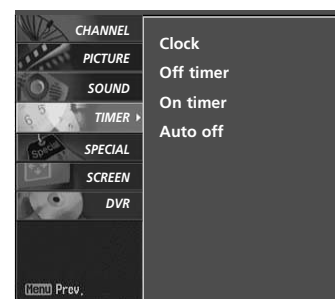 CHANNEL
PICTURE
SOUND
TIMER
SPECIAL
SCREEN
DVR
Menu Prev.
Clock
Off timer
On timer
Auto off